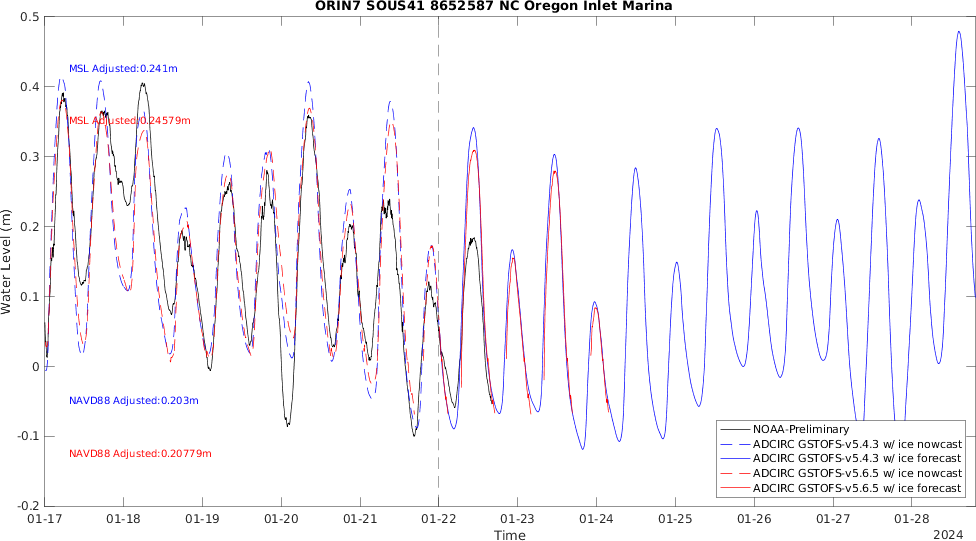 ORIN7 SOUS41 8652587 NC Oregon Inlet Marina
0.5
MSL Adjusted:0.241m
0.4
MSL Adjusted:0.24579m
0.3
0.2
Water Level (m)
0.1
0
NAVD88 Adjusted:0.203m
-0.1
NAVD88 Adjusted:0.20779m
-0.2
NOAA-Preliminary
ADCIRC GSTOFS-v5.4.3 w/ ice nowcast
ADCIRC GSTOFS-v5.4.3 w/ ice forecast
ADCIRC GSTOFS-v5.6.5 w/ ice nowcast
ADCIRC GSTOFS-v5.6.5 w/ ice forecast
01-17 01-18 01-19 01-20 01-21 01-22 01-23 01-24 01-25 01-26 01-27 01-28
Time
2024